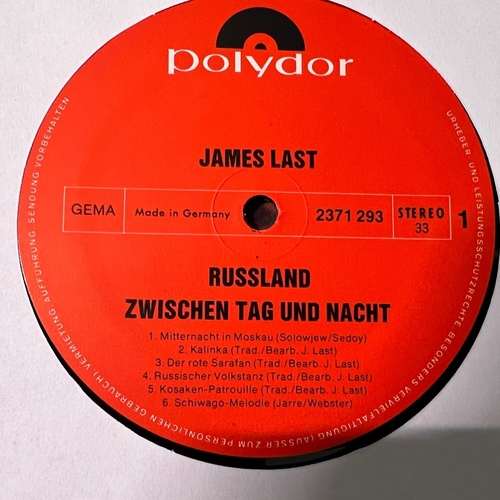 polydor
JAMES LAST
GEMA
Made in Germany
2371 293
STEREO
33
1
RUSSLAND
ZWISCHEN TAG UND NACHT
1. Mitternacht in Moskau (Solowjew/Sedoy)
2. Kalinka (Trad./Bearb. J. Last)
3. Der rote Sarafan (Trad./Bearb. J. Last)
4. Russischer Volkstanz (Trad./Bearb. J. Last)
5. Kosaken-Patrouille (Trad./Bearb. J. Last)
6. Schiwago-Melodie (Jarre/Webster)
URHEBER UND LEISTUNGSSCHUTZRECHTE BESONDERS VERVIELFÄLTIGUNG (AUSSER ZUM PERSÖNLICHEN GEBRAUCH) VERMIETUNG AUFFÜHRUNG, SENDUNG VORBEHALTEN